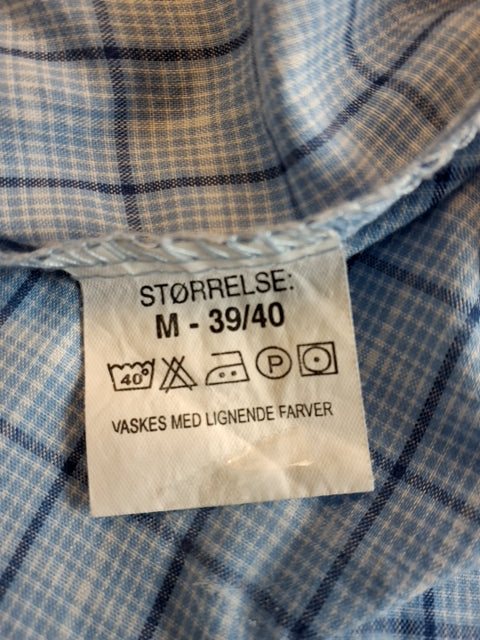 STØRRELSE:
M - 39/40
40° P
VASKES MED LIGNENDE FARVER